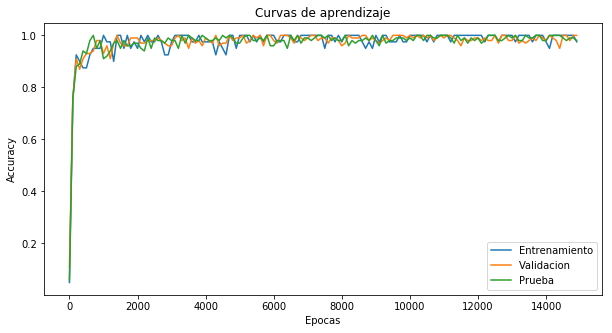 Curvas de aprendizaje
Accuracy
1.0
0.8
0.6
0.4
0.2
0
2000
4000
6000
8000
10000
12000
14000
Epocas
Entrenamiento
Validacion
Prueba